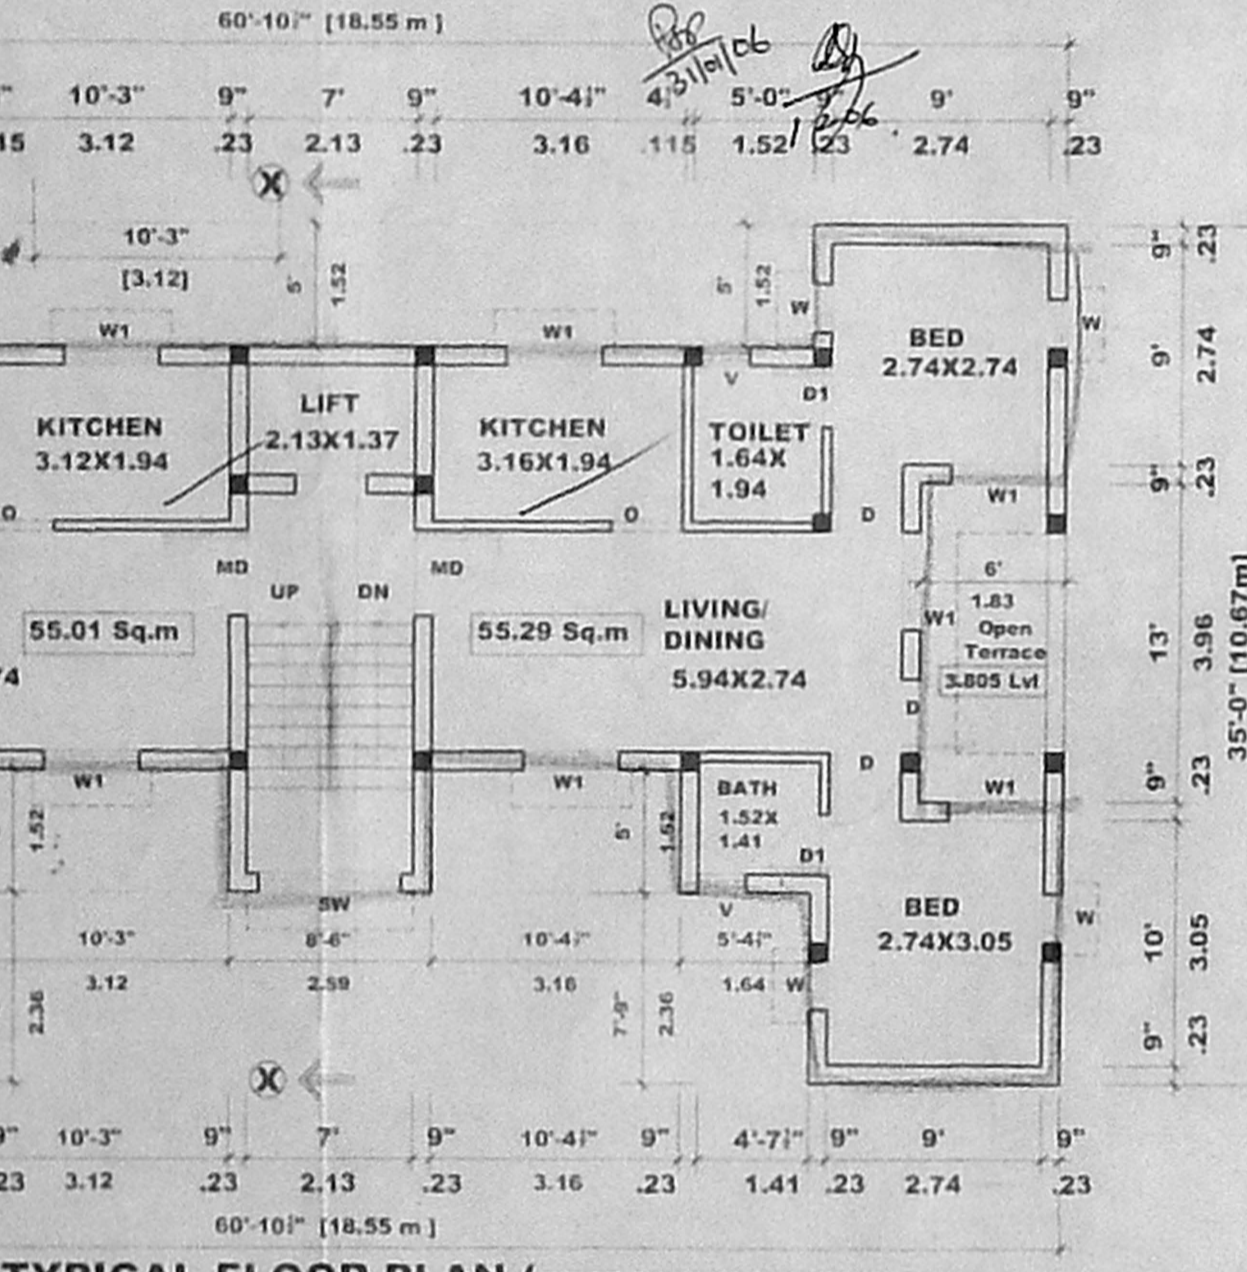 60'-10½" [18.55 m]
31/01/06
10'-3" 9" 7' 9" 10'-4½" 4½" 5'-0" 9" 9' 9"
3.12 .23 2.13 .23 3.16 .115 1.52 .23 2.74 .23
X
10'-3"
[3.12]
5' 1.52
5' 1.52
9" .23
W1
W1
W
W
V
D1
BED
2.74X2.74
9' 2.74
LIFT
2.13X1.37
KITCHEN
3.12X1.94
KITCHEN
3.16X1.94
TOILET
1.64X
1.94
9" .23
W1
O
O
D
MD
MD
UP DN
6'
1.83
Open
Terrace
3.805 Lvl
W1
D
55.01 Sq.m
55.29 Sq.m
LIVING/
DINING
5.94X2.74
13' 3.96
35'-0" [10.67m]
W1
W1
D
W1
9" .23
BATH
1.52X
1.41
D1
1.52
5' 1.52
SW
V
BED
2.74X3.05
W
10' 3.05
10'-3" 8'-6" 10'-4½" 5'-4½"
3.12 2.59 3.16 1.64 W
2.36
7'-9" 2.36
9" .23
X
9" 10'-3" 9" 7' 9" 10'-4½" 9" 4'-7½" 9" 9' 9"
3.12 .23 2.13 .23 3.16 .23 1.41 .23 2.74 .23
60'-10½" [18.55 m]
TYPICAL FLOOR PLAN (